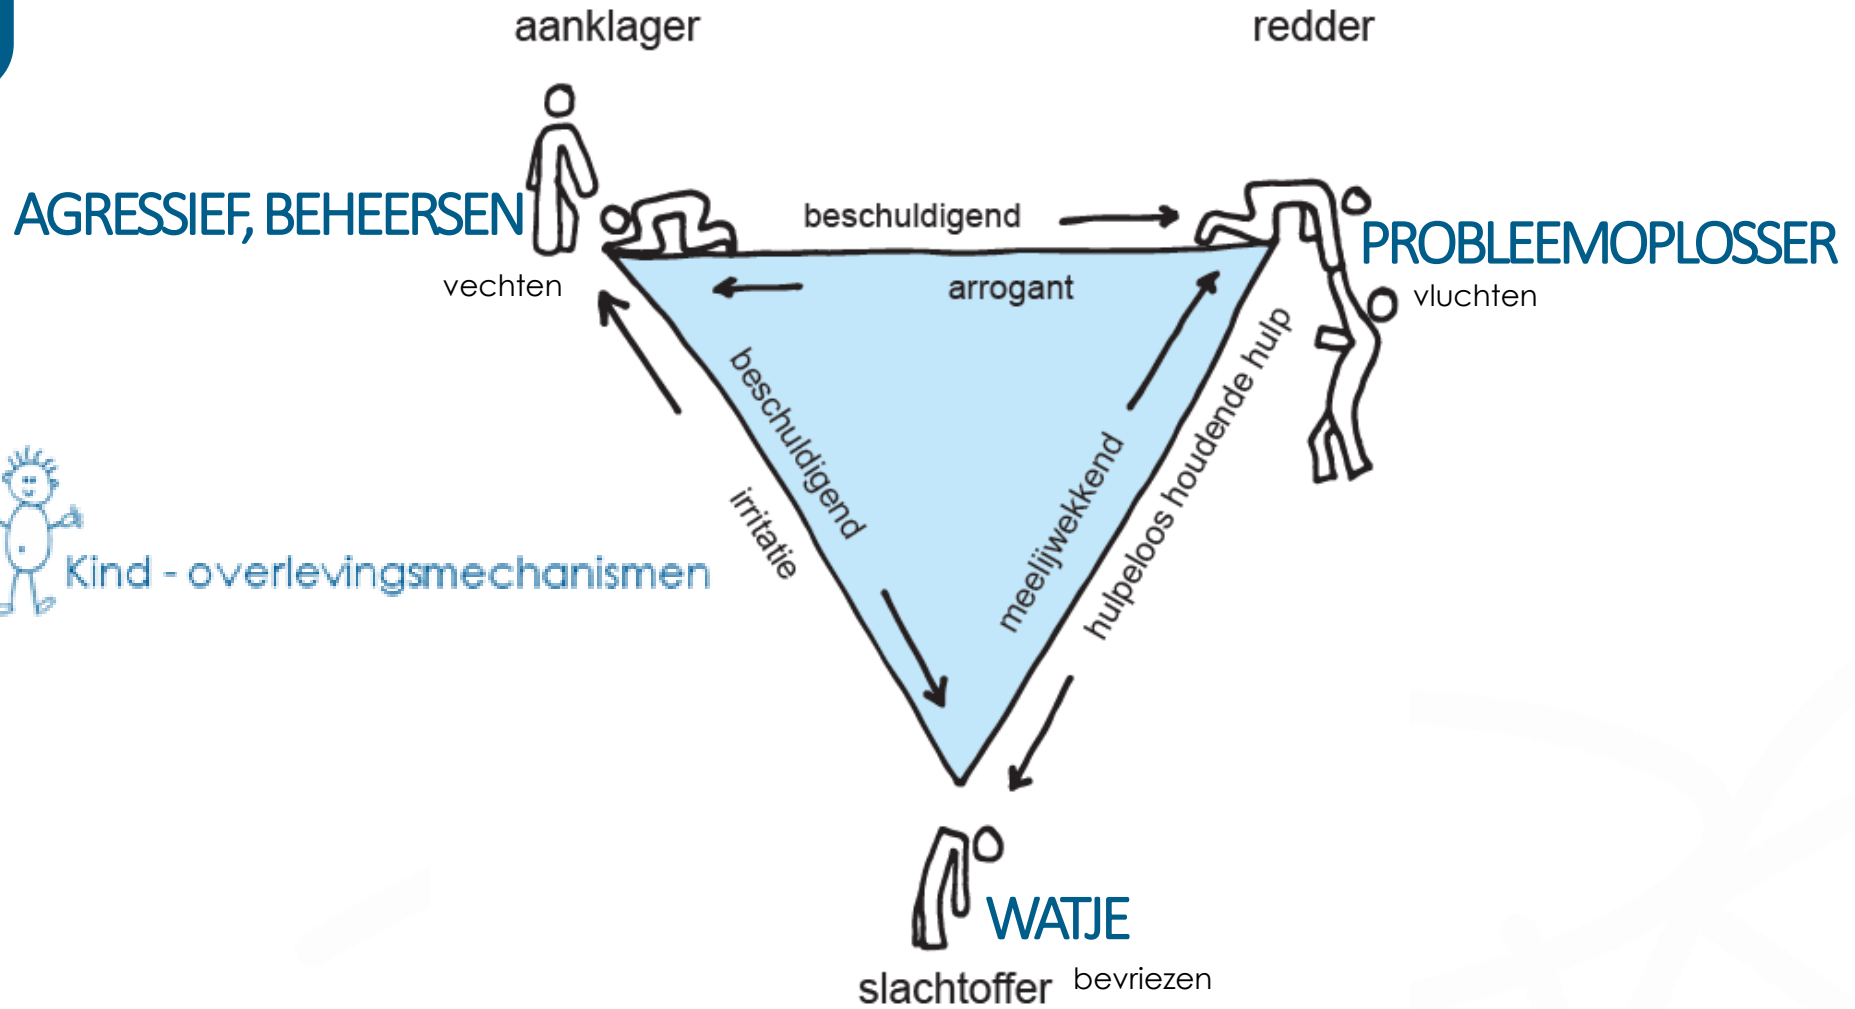 aanklager
redder
AGRESSIEF, BEHEERSEN
beschuldigend
PROBLEEMOPLOSSER
vechten
arrogant
vluchten
beschuldigend
irritatie
meelijwekkend
hulpeloos houdende hulp
Kind - overlevingsmechanismen
WATJE
slachtoffer
bevriezen